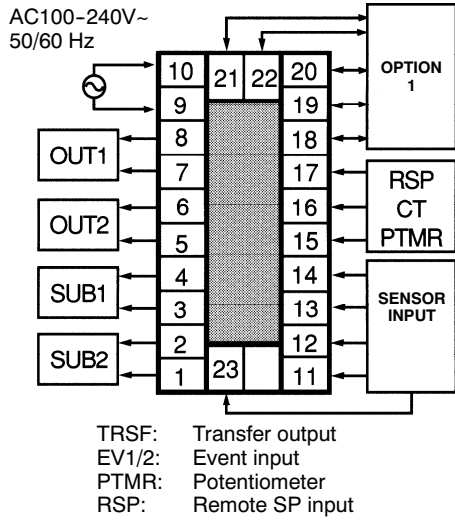 AC100-240V~
50/60 Hz
10 21 22 20 OPTION
1
9 19
OUT1 8 18
7 17 RSP
OUT2 6 16 CT
5 15 PTMR
SUB1 4 14 SENSOR
3 13 INPUT
SUB2 2 12
1 23 11
TRSF: Transfer output
EV1/2: Event input
PTMR: Potentiometer
RSP: Remote SP input